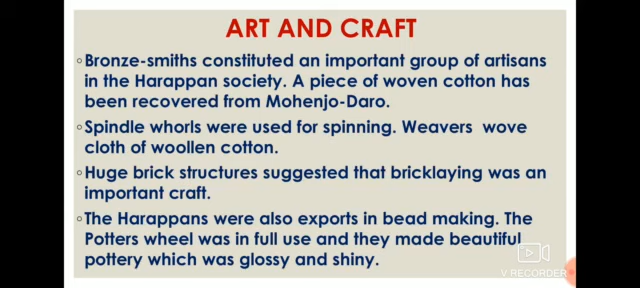 ART AND CRAFT
Bronze-smiths constituted an important group of artisans
in the Harappan society. A piece of woven cotton has
been recovered from Mohenjo-Daro.
Spindle whorls were used for spinning. Weavers wove
cloth of woollen cotton.
Huge brick structures suggested that bricklaying was an
important craft.
The Harappans were also exports in bead making. The
Potters wheel was in full use and they made beautiful
pottery which was glossy and shiny.
V RECORDER